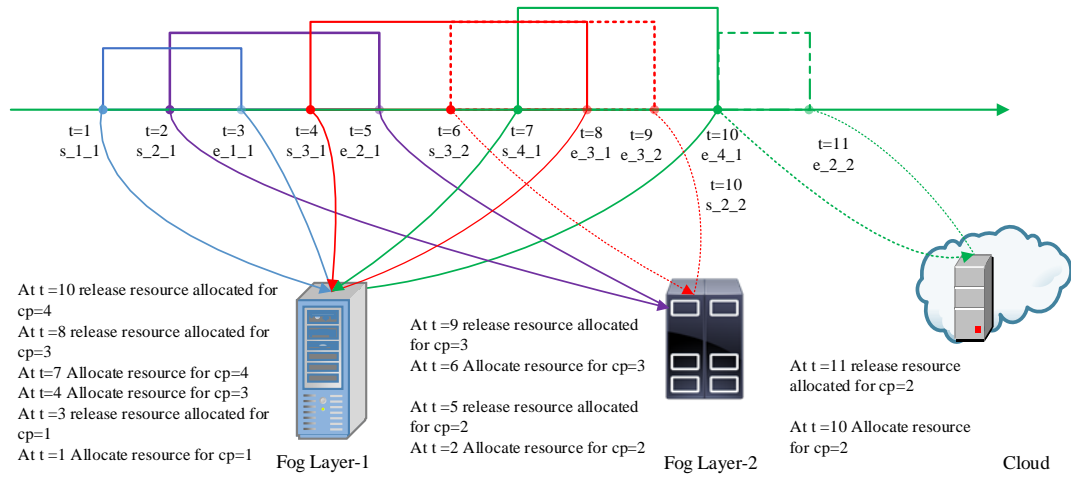 t=1
s_1_1
t=2
s_2_1
t=3
e_1_1
t=4
s_3_1
t=5
e_2_1
t=6
s_3_2
t=7
s_4_1
t=8
e_3_1
t=9
e_3_2
t=10
e_4_1
t=10
s_2_2
t=11
e_2_2
At t =10 release resource allocated for
cp=4
At t =8 release resource allocated for
cp=3
At t=7 Allocate resource for cp=4
At t=4 Allocate resource for cp=3
At t =3 release resource allocated for
cp=1
At t =1 Allocate resource for cp=1
Fog Layer-1
At t =9 release resource allocated
for cp=3
At t =6 Allocate resource for cp=3
At t =5 release resource allocated
for cp=2
At t =2 Allocate resource for cp=2
Fog Layer-2
At t =11 release resource
allocated for cp=2
At t =10 Allocate resource
for cp=2
Cloud